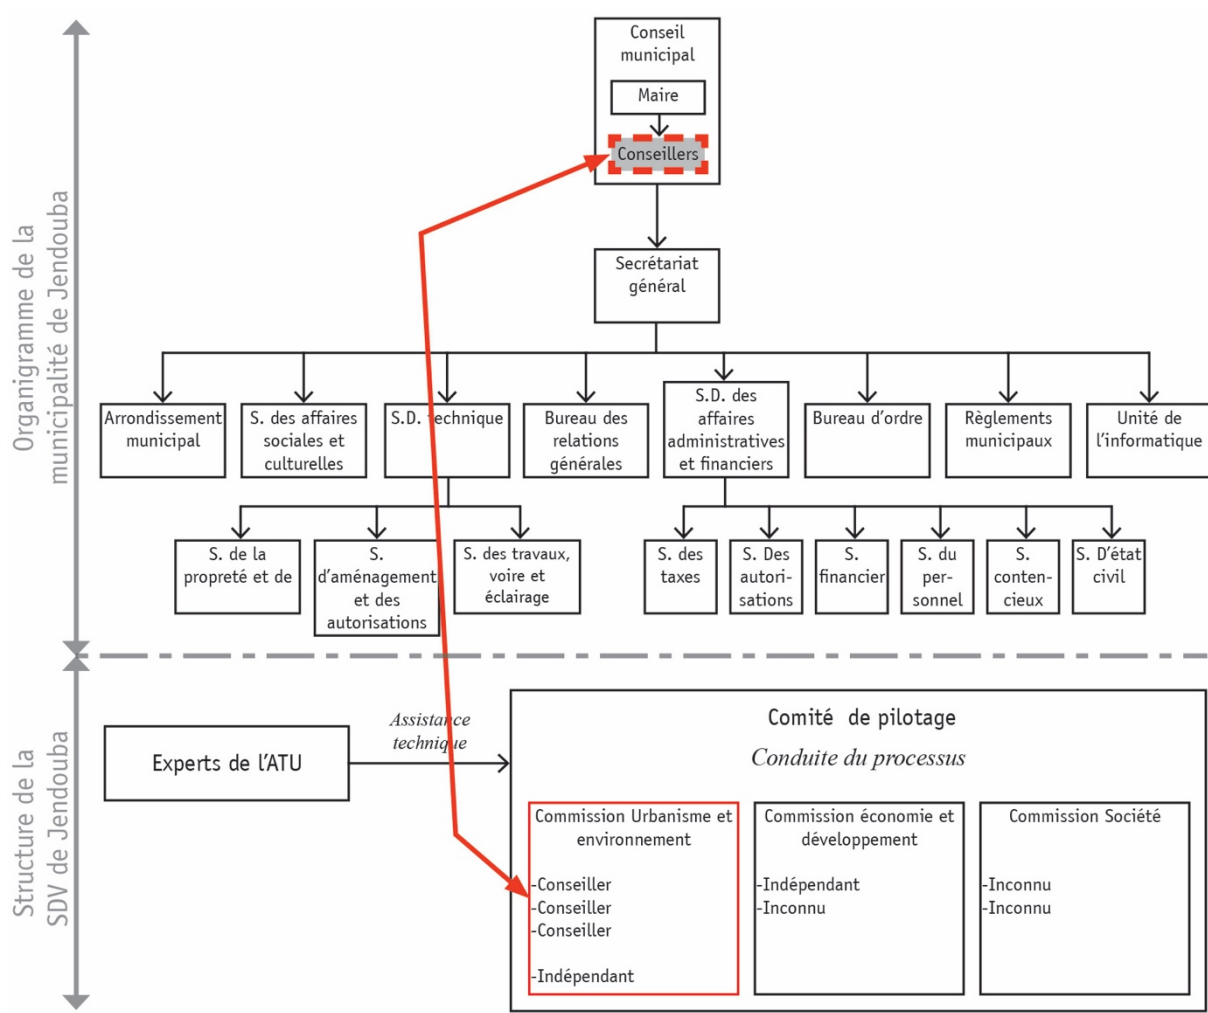 Organigramme de la
municipalité de Jendouba
Conseil
municipal
Maire
Conseillers
Secrétariat
général
Arrondissement
municipal
S. des affaires
sociales et
culturelles
S.D. technique
Bureau des
relations
générales
S.D. des
affaires
administratives
et financiers
Bureau d'ordre
Règlements
municipaux
Unité de
l'informatique
S. de la
propreté et de
S.
d'aménagement
et des
autorisations
S. des travaux,
voire et
éclairage
S. des
taxes
S. Des
autori-
sations
S.
financier
S. du
per-
sonnel
S.
conten-
cieux
S. D'état
civil
Structure de la
SDV de Jendouba
Experts de l'ATU
Assistance
technique
Comité de pilotage
Conduite du processus
Commission Urbanisme et
environnement
-Conseiller
-Conseiller
-Conseiller
-Indépendant
Commission économie et
développement
-Indépendant
-Inconnu
Commission Société
-Inconnu
-Inconnu